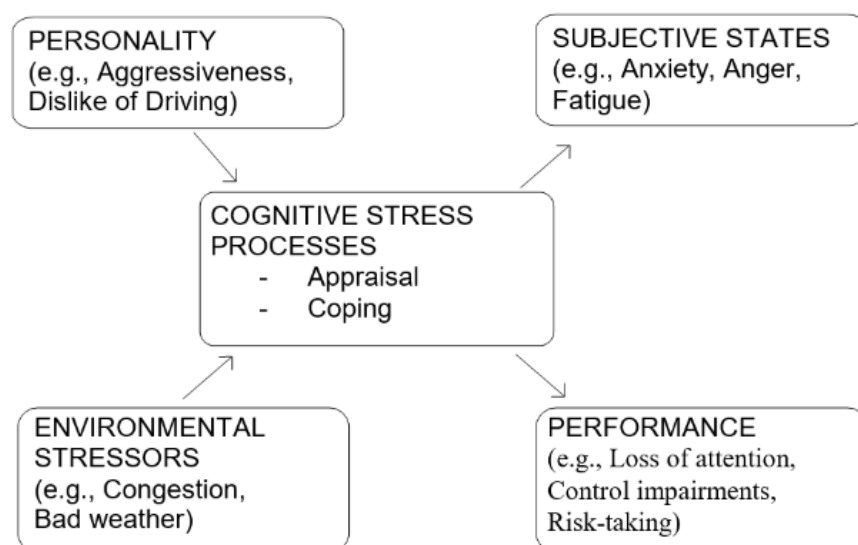 PERSONALITY
(e.g., Aggressiveness,
Dislike of Driving)
SUBJECTIVE STATES
(e.g., Anxiety, Anger,
Fatigue)
COGNITIVE STRESS
PROCESSES
- Appraisal
- Coping
ENVIRONMENTAL
STRESSORS
(e.g., Congestion,
Bad weather)
PERFORMANCE
(e.g., Loss of attention,
Control impairments,
Risk-taking)